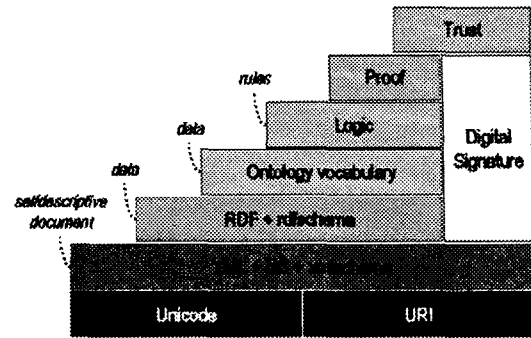 Trust
Proof
rules
Logic
Digital
Signature
data
Ontology vocabulary
data
RDF + rdfschema
selfdescriptive
document
Unicode
URI